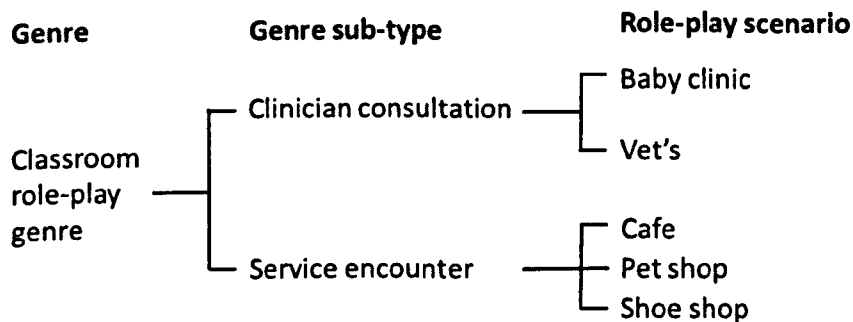 Genre
Genre sub-type
Role-play scenario
Classroom
role-play
genre
Clinician consultation
Baby clinic
Vet's
Service encounter
Cafe
Pet shop
Shoe shop